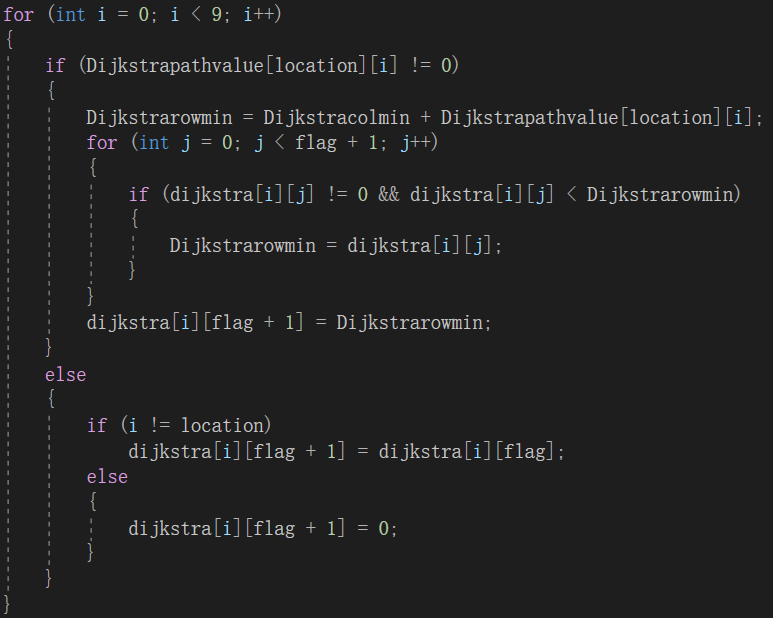 for (int i = 0; i < 9; i++)
{
    if (Dijkstrapathvalue[location][i] != 0)
    {
        Dijkstrarowmin = Dijkstracolmin + Dijkstrapathvalue[location][i];
        for (int j = 0; j < flag + 1; j++)
        {
            if (dijkstra[i][j] != 0 && dijkstra[i][j] < Dijkstrarowmin)
            {
                Dijkstrarowmin = dijkstra[i][j];
            }
        }
        dijkstra[i][flag + 1] = Dijkstrarowmin;
    }
    else
    {
        if (i != location)
            dijkstra[i][flag + 1] = dijkstra[i][flag];
        else
        {
            dijkstra[i][flag + 1] = 0;
        }
    }
}